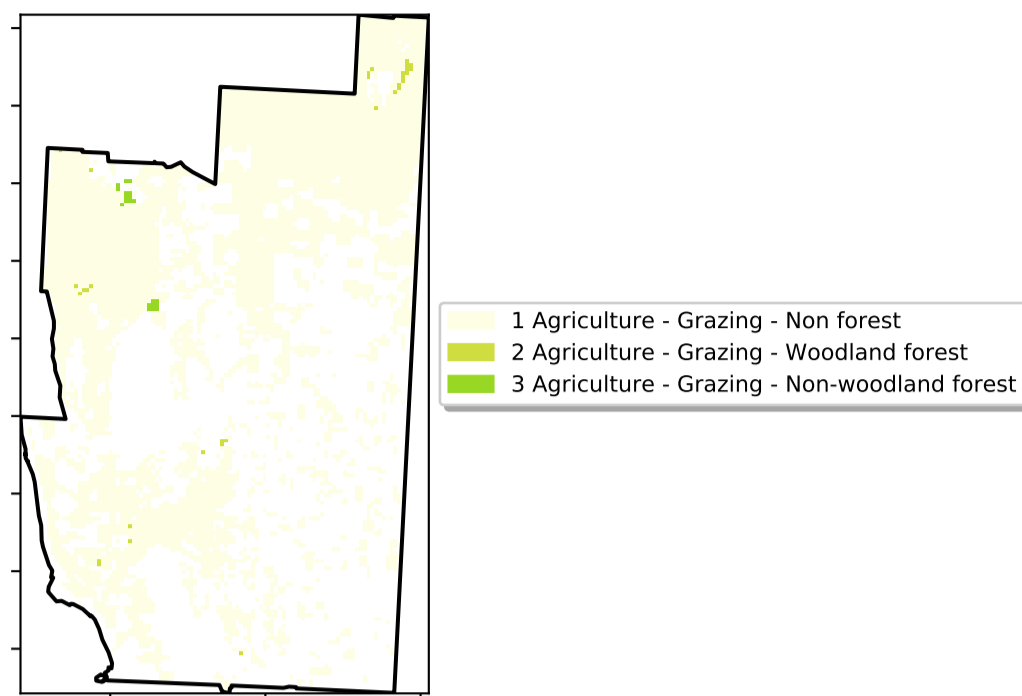 1 Agriculture - Grazing - Non forest
2 Agriculture - Grazing - Woodland forest
3 Agriculture - Grazing - Non-woodland forest